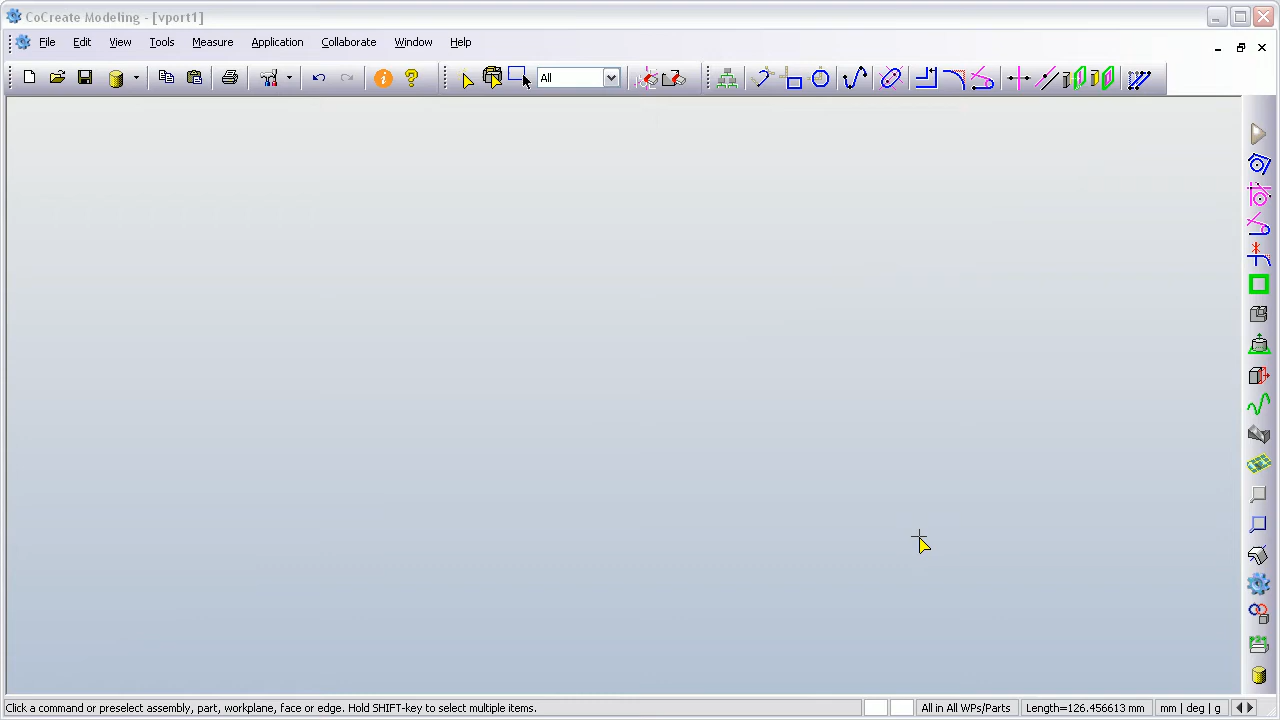 CoCreate Modeling - [vport1]
File Edit View Tools Measure Application Collaborate Window Help
All
Click a command or preselect assembly, part, workplane, face or edge. Hold SHIFT-key to select multiple items.
All in All WPs/Parts
Length=126.456613 mm
mm | deg | g